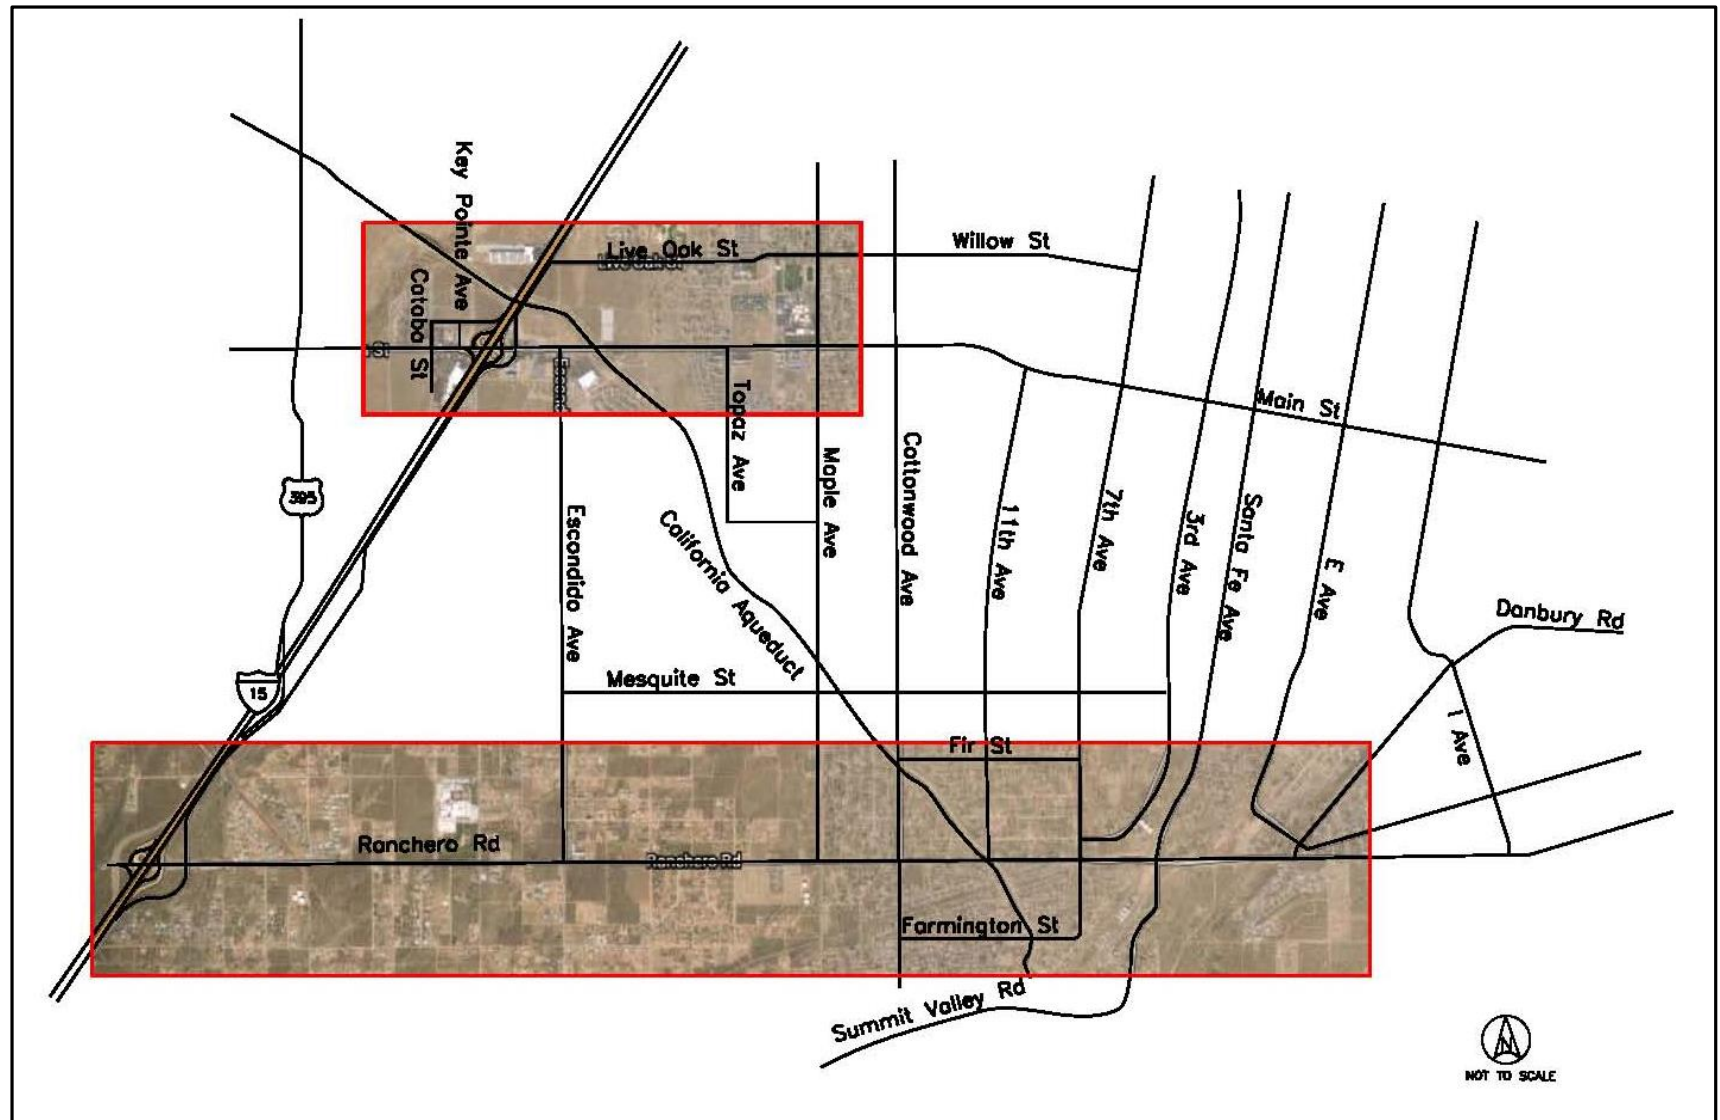 Key Pointe Ave
Willow St
Live Oak St
Cataba St
Main St
Topaz Ave
Cottonwood Ave
Maple Ave
395
Escondido Ave
California Aqueduct
11th Ave
7th Ave
3rd Ave
Santa Fe Ave
E Ave
Danbury Rd
15
Mesquite St
I Ave
Fir St
Ranchero Rd
Ranchero Rd
Farmington St
Summit Valley Rd
N
NOT TO SCALE